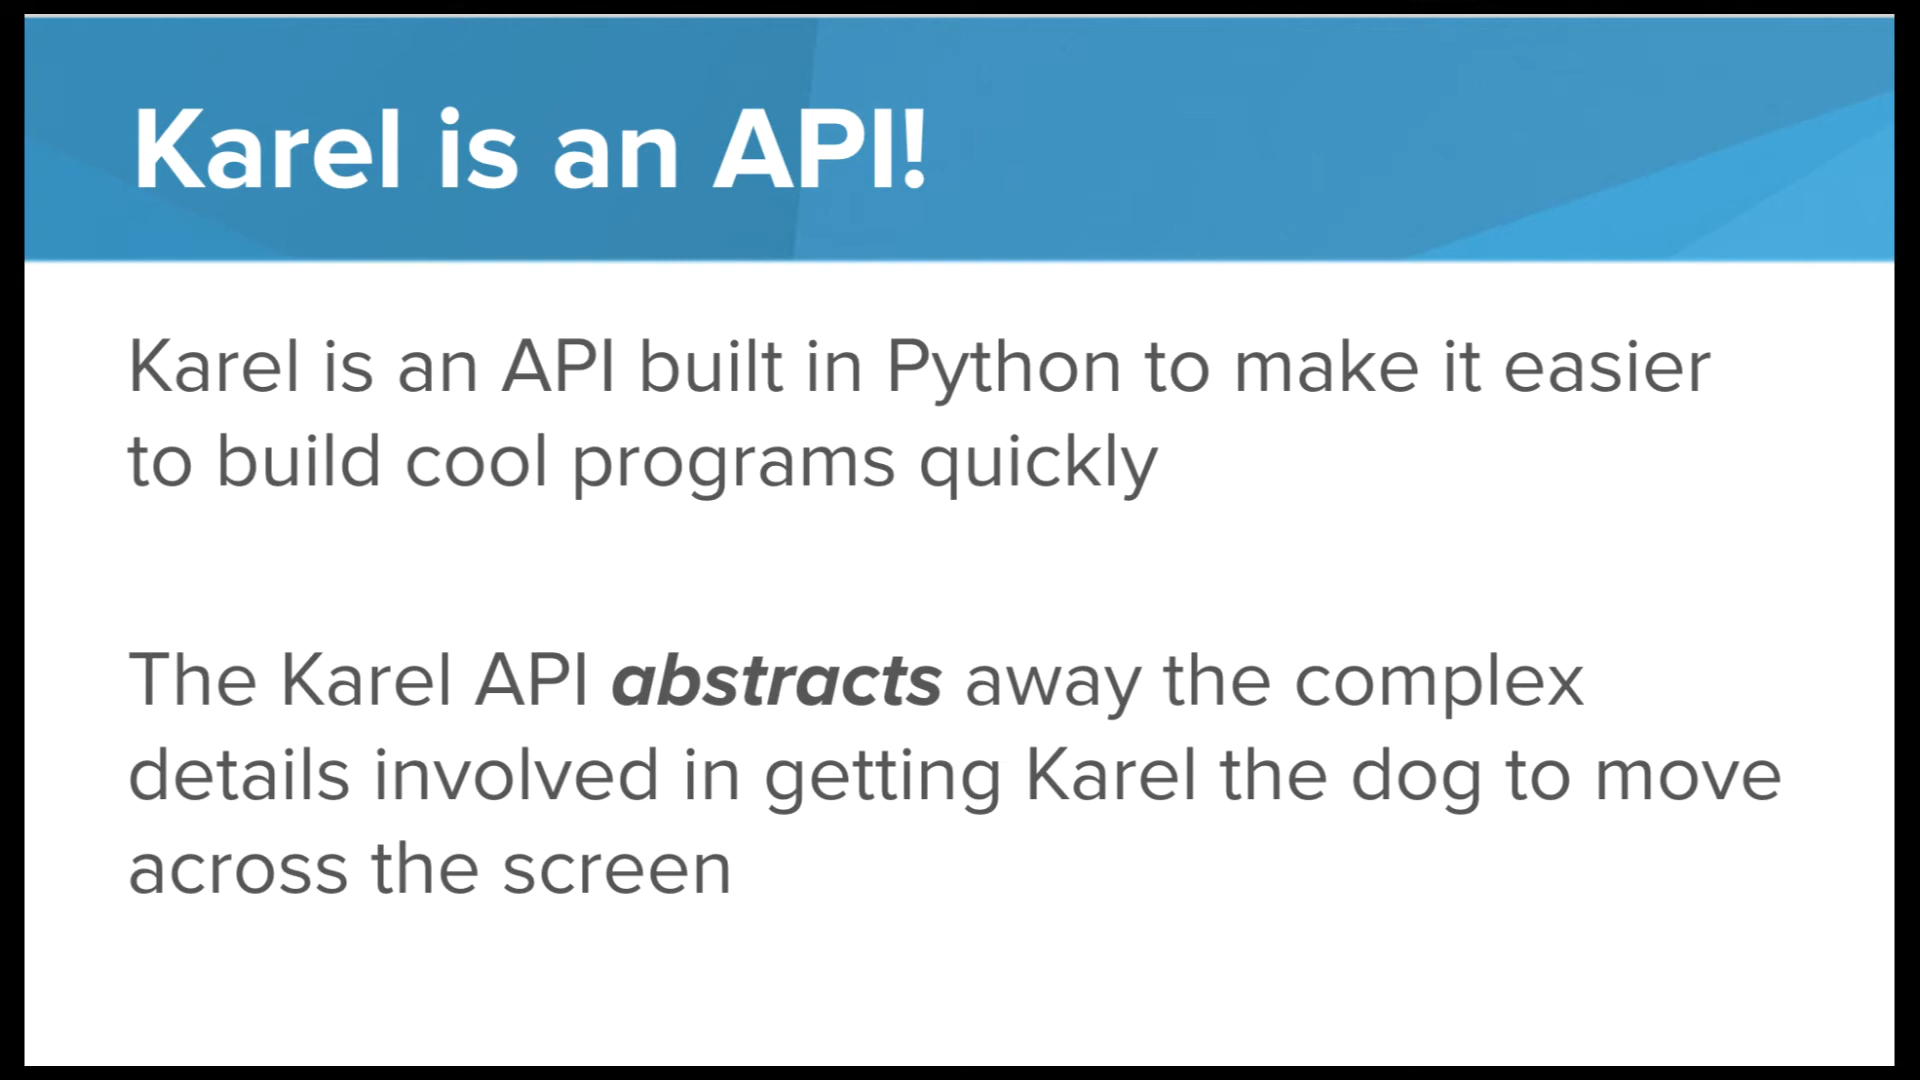 Karel is an API!
Karel is an API built in Python to make it easier
to build cool programs quickly
The Karel API abstracts away the complex
details involved in getting Karel the dog to move
across the screen